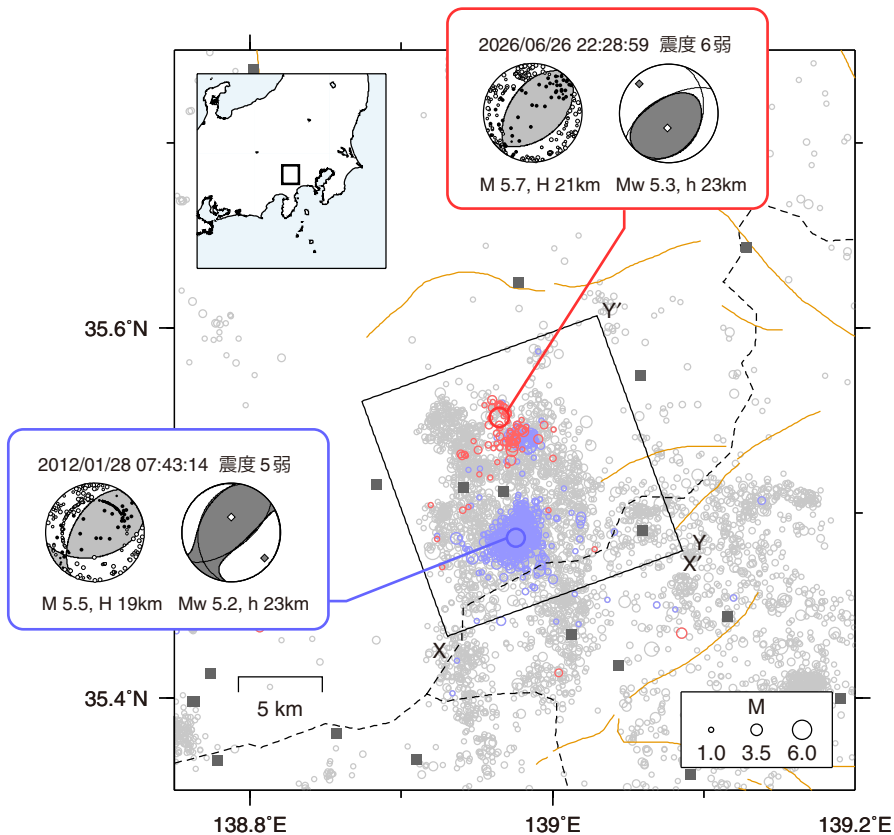 2026/06/26 22:28:59 震度 6弱
M 5.7, H 21km Mw 5.3, h 23km
35.6°N
Y'
2012/01/28 07:43:14 震度 5弱
M 5.5, H 19km Mw 5.2, h 23km
Y
X'
X
35.4°N
5 km
M
1.0 3.5 6.0
138.8°E 139°E 139.2°E